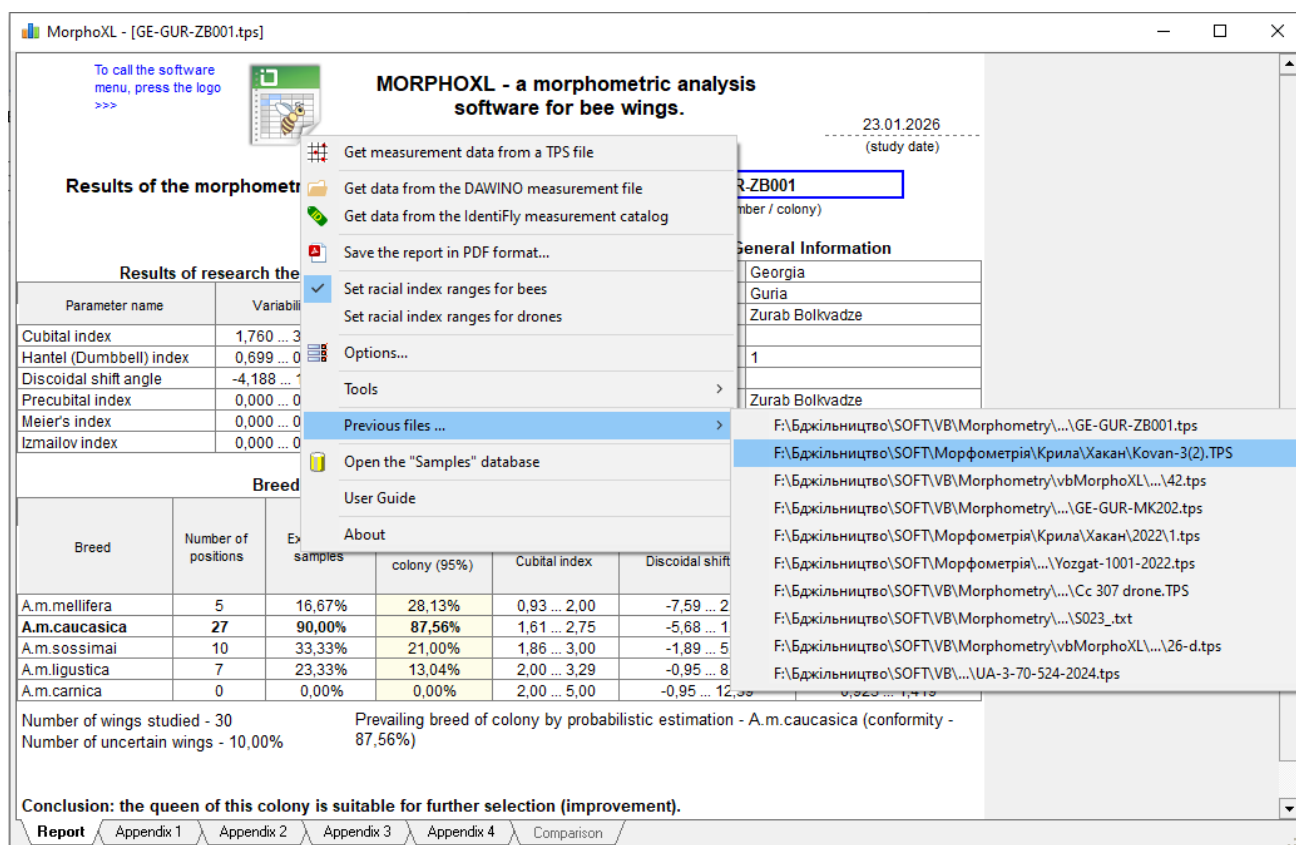 MorphoXL - [GE-GUR-ZB001.tps]
To call the software
menu, press the logo
>>>
MORPHOXL - a morphometric analysis
software for bee wings.
23.01.2026
(study date)
Results of the morphomet
R-ZB001
mber / colony)
General Information
Results of research the
Georgia
Parameter name Variabili
Guria
Zurab Bolkvadze
Cubital index 1,760 ... 3
Hantel (Dumbbell) index 0,699 ... 0 1
Discoidal shift angle -4,188 ... 1
Precubital index 0,000 ... 0 Zurab Bolkvadze
Meier's index 0,000 ... 0
Izmailov index 0,000 ... 0
Get measurement data from a TPS file
Get data from the DAWINO measurement file
Get data from the IdentiFly measurement catalog
Save the report in PDF format...
Set racial index ranges for bees
Set racial index ranges for drones
Options...
Tools
Previous files ...
Open the "Samples" database
User Guide
About
F:\Бджільництво\SOFT\VB\Morphometry\...\GE-GUR-ZB001.tps
F:\Бджільництво\SOFT\Морфометрія\Крила\Хакан\Kovan-3(2).TPS
F:\Бджільництво\SOFT\VB\Morphometry\vbMorphoXL\...\42.tps
F:\Бджільництво\SOFT\VB\Morphometry\...\GE-GUR-MK202.tps
F:\Бджільництво\SOFT\Морфометрія\Крила\Хакан\2022\1.tps
F:\Бджільництво\SOFT\Морфометрія\...\Yozgat-1001-2022.tps
F:\Бджільництво\SOFT\VB\Morphometry\...\Cc 307 drone.TPS
F:\Бджільництво\SOFT\VB\Morphometry\...\S023_.txt
F:\Бджільництво\SOFT\VB\Morphometry\vbMorphoXL\...\26-d.tps
F:\Бджільництво\SOFT\VB\...\UA-3-70-524-2024.tps
Breed
Breed Number of positions Ex samples colony (95%) Cubital index Discoidal shift
A.m.mellifera 5 16,67% 28,13% 0,93 ... 2,00 -7,59 ... 2
A.m.caucasica 27 90,00% 87,56% 1,61 ... 2,75 -5,68 ... 1
A.m.sossimai 10 33,33% 21,00% 1,86 ... 3,00 -1,89 ... 5
A.m.ligustica 7 23,33% 13,04% 2,00 ... 3,29 -0,95 ... 8
A.m.carnica 0 0,00% 0,00% 2,00 ... 5,00 -0,95 ... 12,39 0,923 ... 1,419
Number of wings studied - 30
Number of uncertain wings - 10,00%
Prevailing breed of colony by probabilistic estimation - A.m.caucasica (conformity -
87,56%)
Conclusion: the queen of this colony is suitable for further selection (improvement).
Report Appendix 1 Appendix 2 Appendix 3 Appendix 4 Comparison